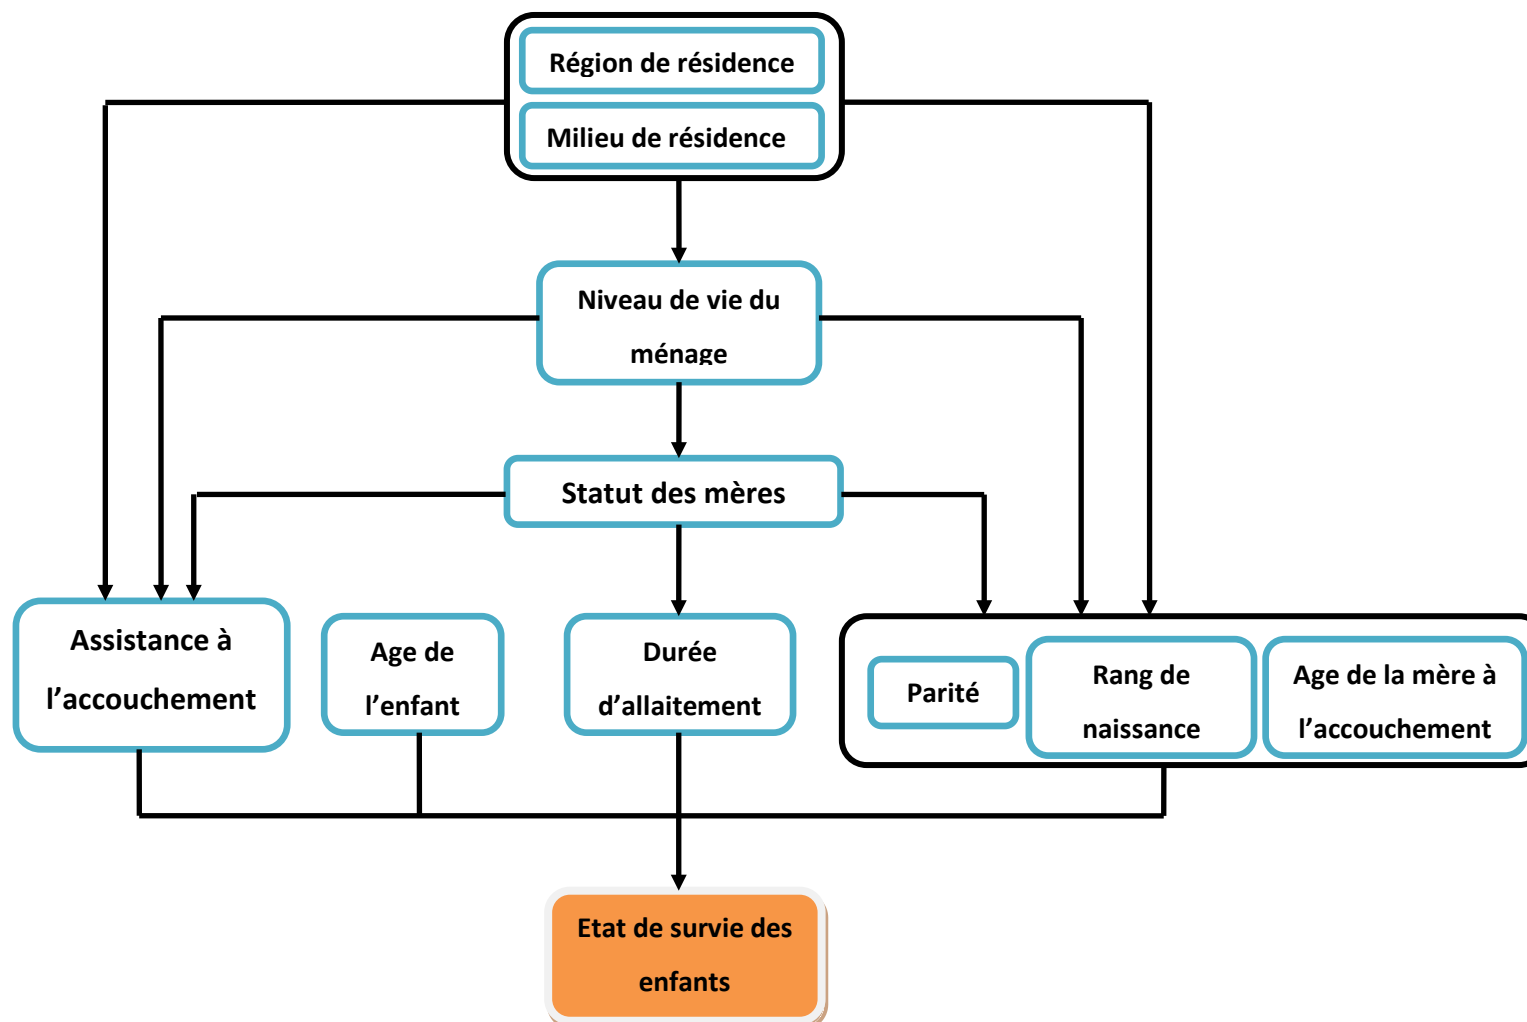 Région de résidence
Milieu de résidence
Niveau de vie du
ménage
Statut des mères
Assistance à
l’accouchement
Age de
l’enfant
Durée
d’allaitement
Parité
Rang de
naissance
Age de la mère à
l’accouchement
Etat de survie des
enfants